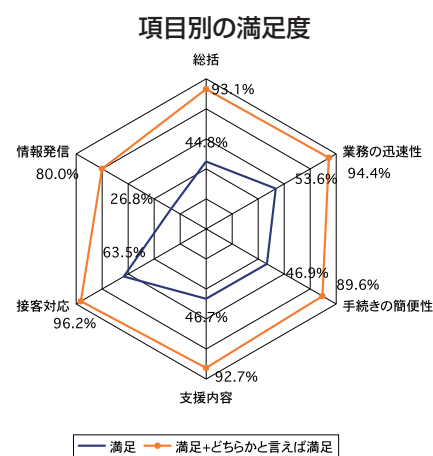 項目別の満足度
総括
93.1%
44.8%
情報発信
80.0%
業務の迅速性
94.4%
53.6%
26.8%
63.5%
46.9%
89.6%
接客対応
96.2%
手続きの簡便性
46.7%
92.7%
支援内容
満足 満足+どちらかと言えば満足